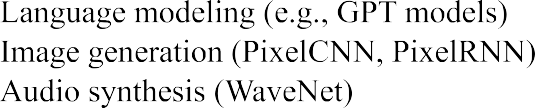 Language modeling (e.g., GPT models)
Image generation (PixelCNN, PixelRNN)
Audio synthesis (WaveNet)